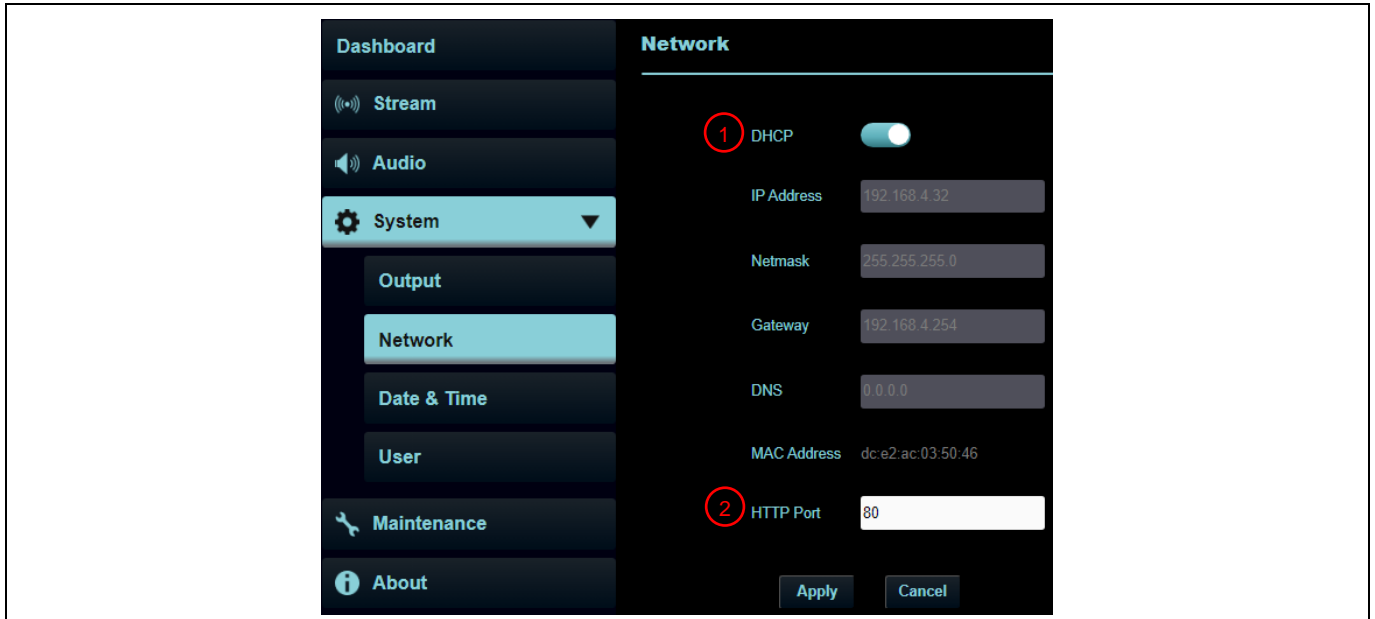 Dashboard
Stream
Audio
System
Output
Network
Date & Time
User
Maintenance
About
Network
1 DHCP
IP Address 192.168.4.32
Netmask 255.255.255.0
Gateway 192.168.4.254
DNS 0.0.0.0
MAC Address dc:e2:ac:03:50:46
2 HTTP Port 80
Apply Cancel